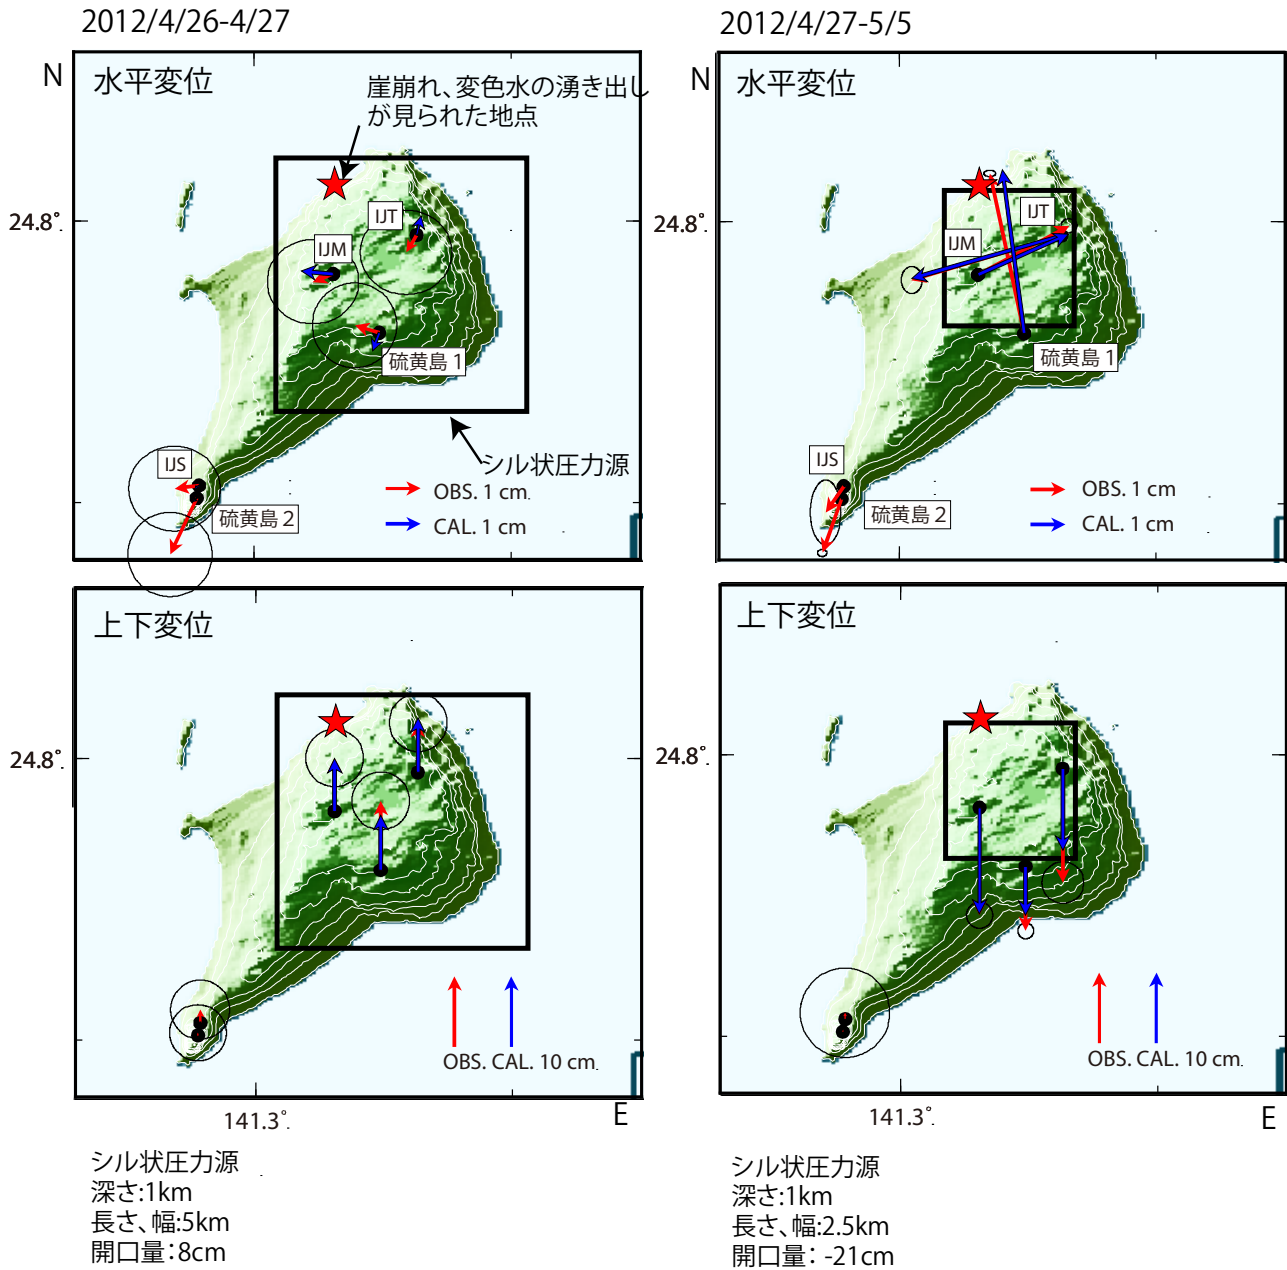 2012/4/26-4/27
N
水平変位
崖崩れ、変色水の湧き出し
が見られた地点
24.8°.
IJT
IJM
硫黄島 1
シル状圧力源
IJS
硫黄島 2
OBS. 1 cm.
CAL. 1 cm
上下変位
24.8°.
OBS. CAL. 10 cm.
141.3°.
E
シル状圧力源
深さ:1km
長さ、幅:5km
開口量:8cm
2012/4/27-5/5
N
水平変位
24.8°.
IJT
IJM
硫黄島 1
IJS
硫黄島 2
OBS. 1 cm
CAL. 1 cm
上下変位
24.8°.
OBS. CAL. 10 cm.
141.3°.
E
シル状圧力源
深さ:1km
長さ、幅:2.5km
開口量: -21cm